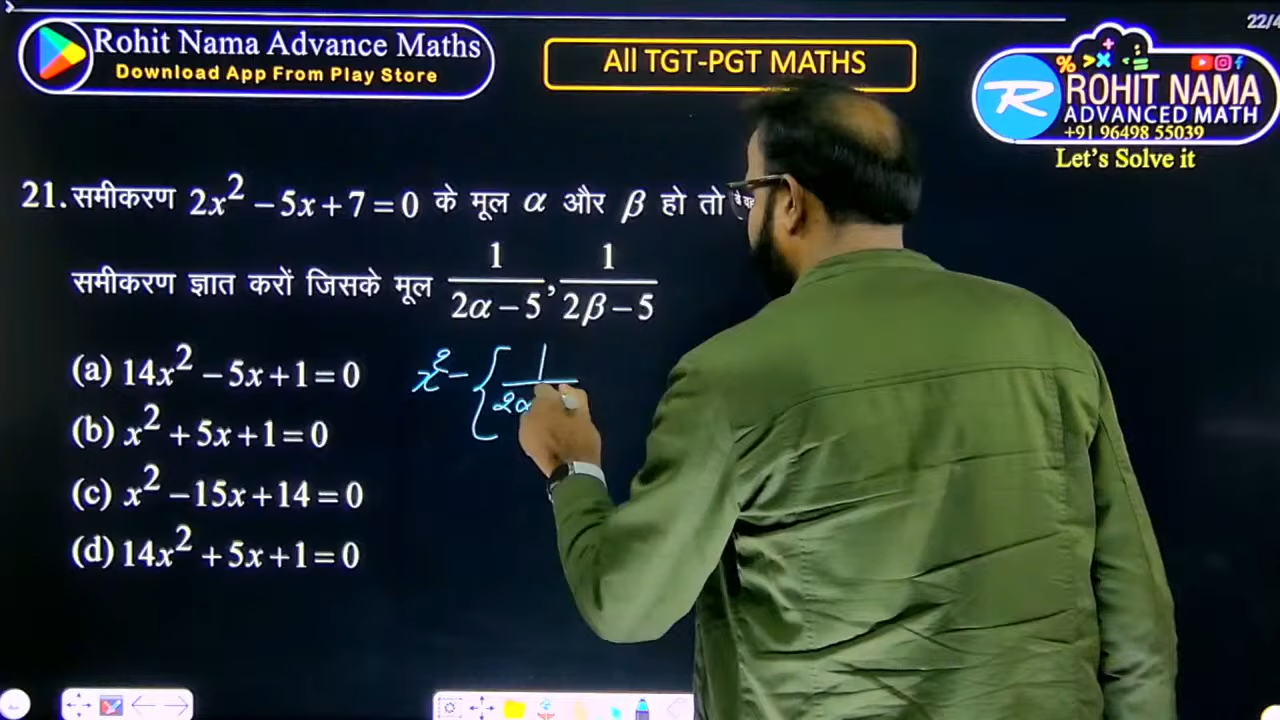 22/4
Rohit Nama Advance Maths
Download App From Play Store
All TGT-PGT MATHS
ROHIT NAMA
ADVANCED MATH
+91 96498 55039
Let's Solve it
21. समीकरण 2x² – 5x + 7 = 0 के मूल α और β हो तो
समीकरण ज्ञात करों जिसके मूल 1/(2α – 5), 1/(2β – 5)
(a) 14x² – 5x + 1 = 0
(b) x² + 5x + 1 = 0
(c) x² – 15x + 14 = 0
(d) 14x² + 5x + 1 = 0
x² – { 1/2α